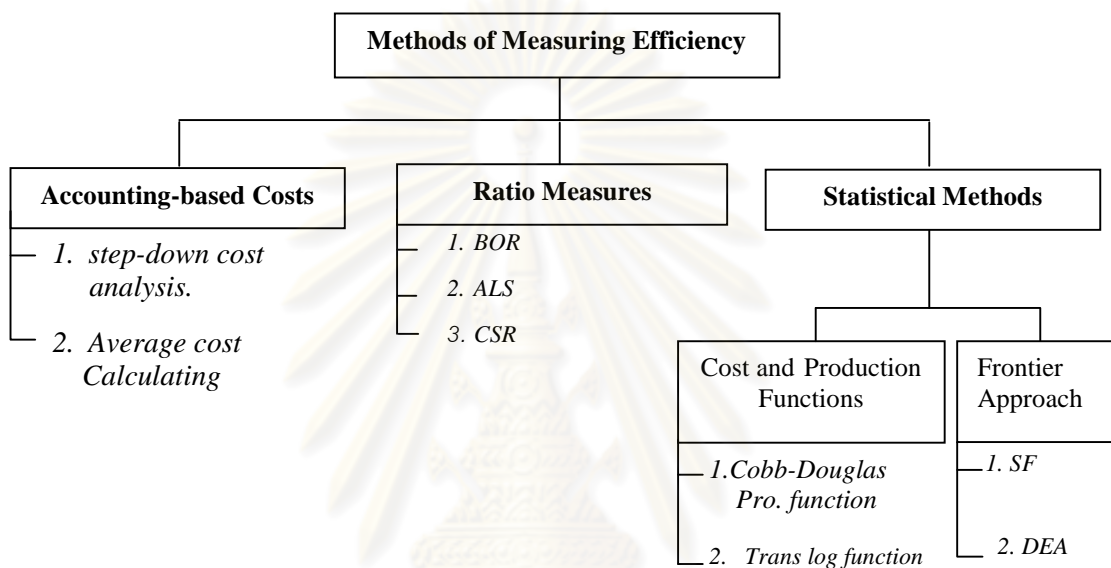 Methods of Measuring Efficiency
Accounting-based Costs
1. step-down cost
analysis.
2. Average cost
Calculating
Ratio Measures
1. BOR
2. ALS
3. CSR
Statistical Methods
Cost and Production
Functions
1.Cobb-Douglas
Pro. function
2. Trans log function
Frontier
Approach
1. SF
2. DEA